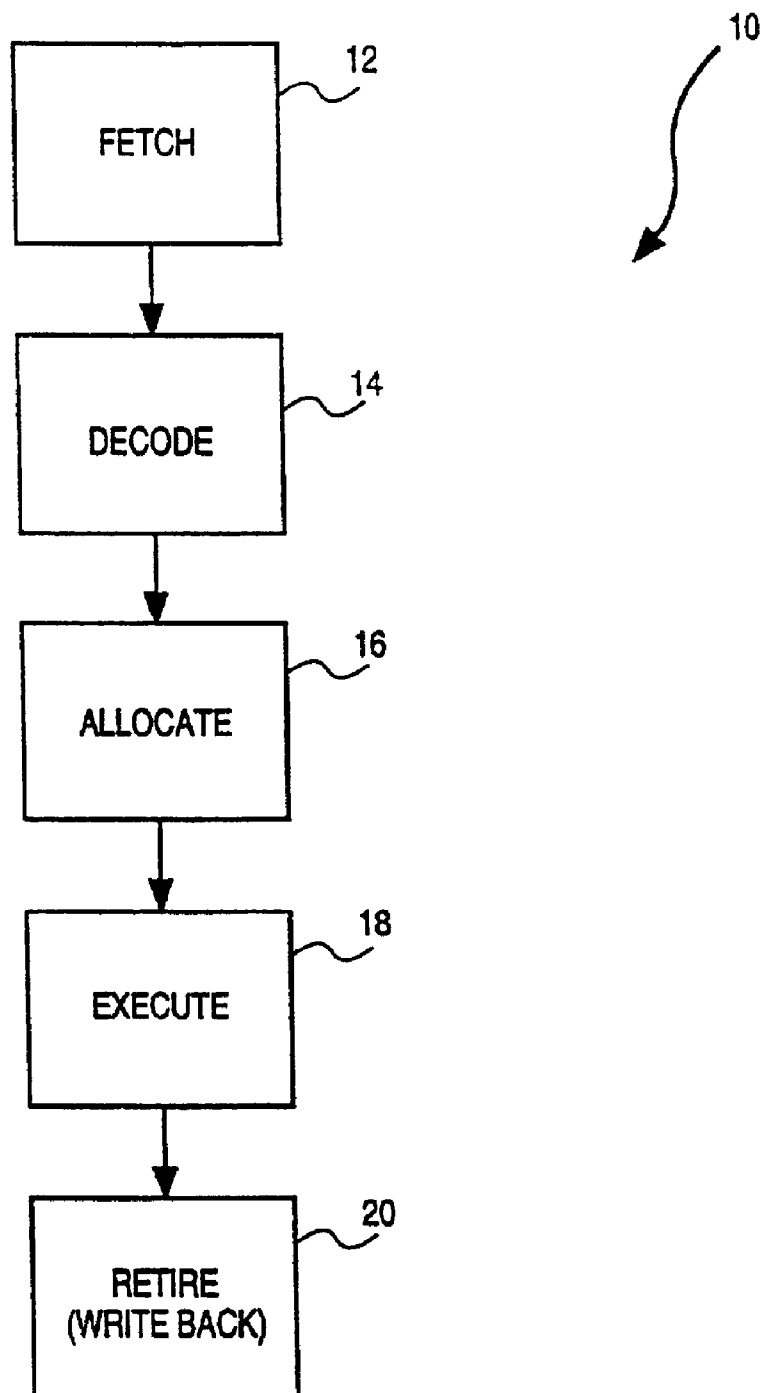 10
12
FETCH
14
DECODE
16
ALLOCATE
18
EXECUTE
20
RETIRE
(WRITE BACK)